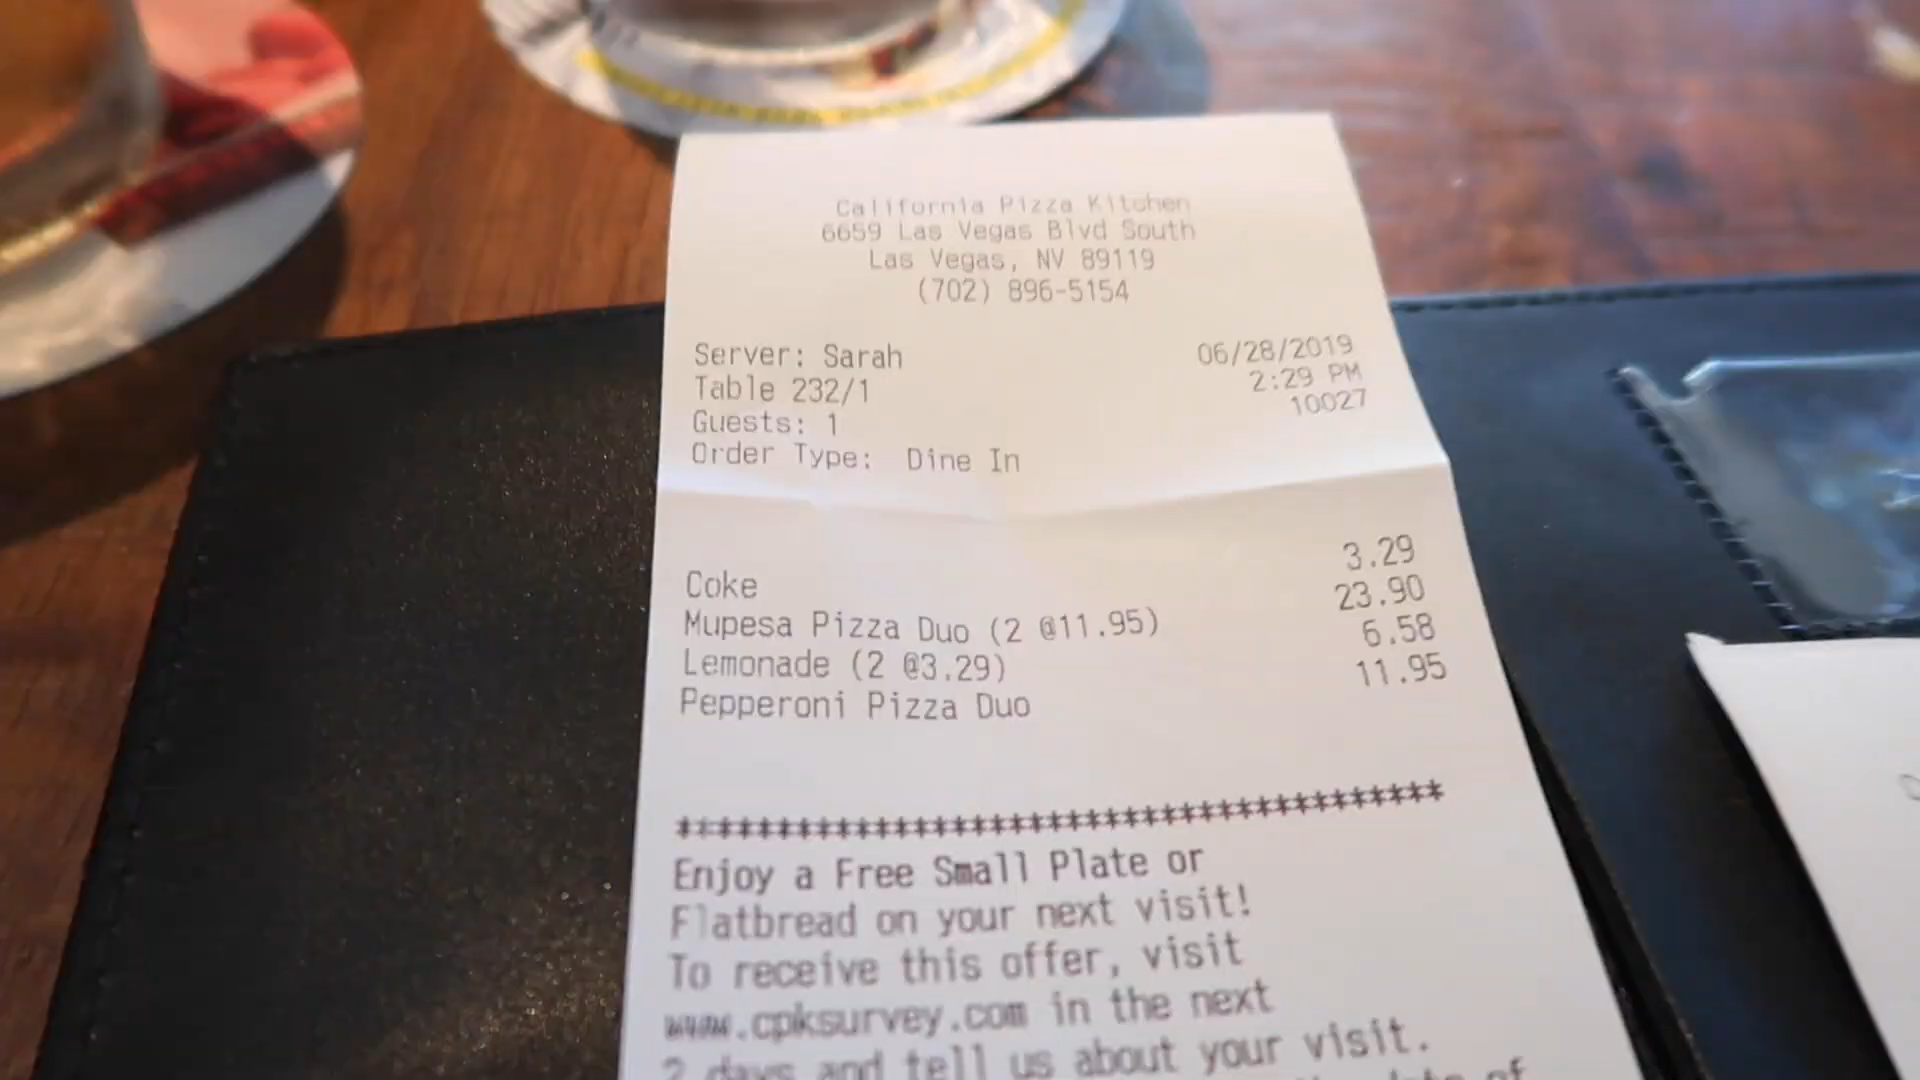 California Pizza Kitchen
6659 Las Vegas Blvd South
Las Vegas, NV 89119
(702) 896-5154
Server: Sarah 06/28/2019
Table 232/1 2:29 PM
Guests: 1 10027
Order Type: Dine In
Coke 3.29
Mupesa Pizza Duo (2 @11.95) 23.90
Lemonade (2 @3.29) 6.58
Pepperoni Pizza Duo 11.95
****************************************
Enjoy a Free Small Plate or
Flatbread on your next visit!
To receive this offer, visit
www.cpksurvey.com in the next
2 days and tell us about your visit.
of